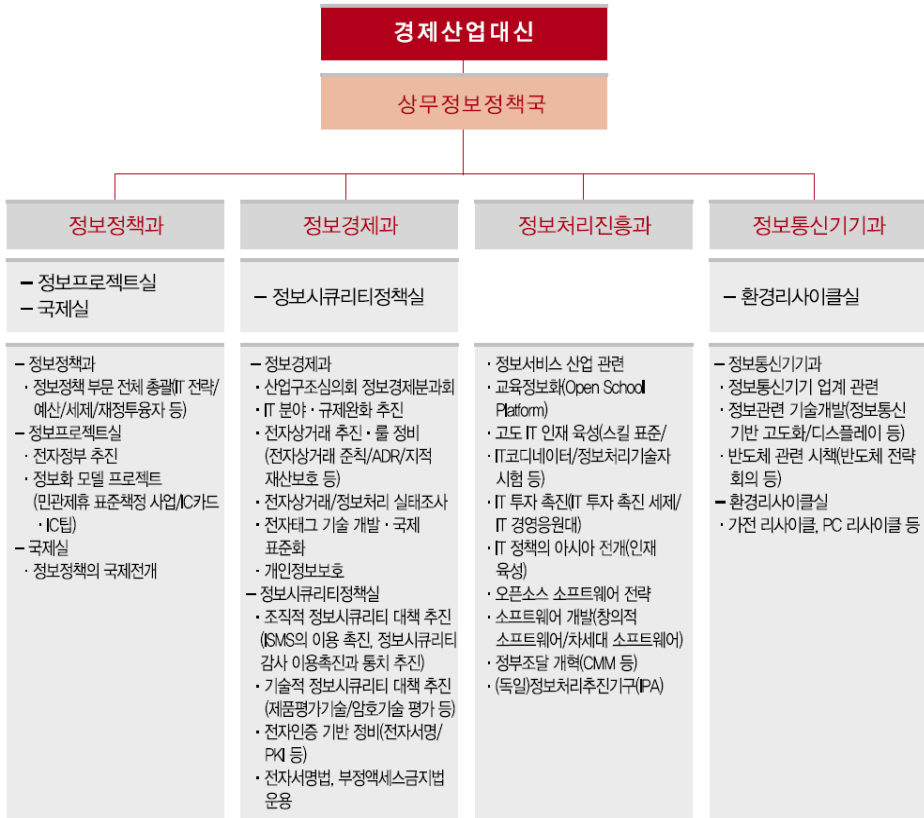 경제산업대신
상무정보정책국
정보정책과
– 정보프로젝트실
– 국제실
– 정보정책과
· 정보정책 부문 전체 총괄(IT 전략/
예산/세제/재정투융자 등)
– 정보프로젝트실
· 전자정부 추진
· 정보화 모델 프로젝트
(민관제휴 표준책정 사업/IC카드
· IC팁)
– 국제실
· 정보정책의 국제전개
정보경제과
– 정보시큐리티정책실
– 정보경제과
· 산업구조심의회 정보경제분과회
· IT 분야 · 규제완화 추진
· 전자상거래 추진 · 룰 정비
(전자상거래 준칙/ADR/지적
재산보호 등)
· 전자상거래/정보처리 실태조사
· 전자태그 기술 개발 · 국제
표준화
· 개인정보보호
– 정보시큐리티정책실
· 조직적 정보시큐리티 대책 추진
(ISMS의 이용 촉진, 정보시큐리티
감사 이용촉진과 통치 추진)
· 기술적 정보시큐리티 대책 추진
(제품평가기술/암호기술 평가 등)
· 전자인증 기반 정비(전자서명/
PKI 등)
· 전자서명법, 부정액세스금지법
운용
정보처리진흥과
· 정보서비스 산업 관련
· 교육정보화(Open School
Platform)
· 고도 IT 인재 육성(스킬 표준/
· IT코디네이터/정보처리기술자
시험 등)
· IT 투자 촉진(IT 투자 촉진 세제/
IT 경영응원대)
· IT 정책의 아시아 전개(인재
육성)
· 오픈소스 소프트웨어 전략
· 소프트웨어 개발(창의적
소프트웨어/차세대 소프트웨어)
· 정부조달 개혁(CMM 등)
· (독일)정보처리추진기구(IPA)
정보통신기기과
– 환경리사이클실
– 정보통신기기과
· 정보통신기기 업계 관련
· 정보관련 기술개발(정보통신
기반 고도화/디스플레이 등)
· 반도체 관련 시책(반도체 전략
회의 등)
– 환경리사이클실
· 가전 리사이클, PC 리사이클 등